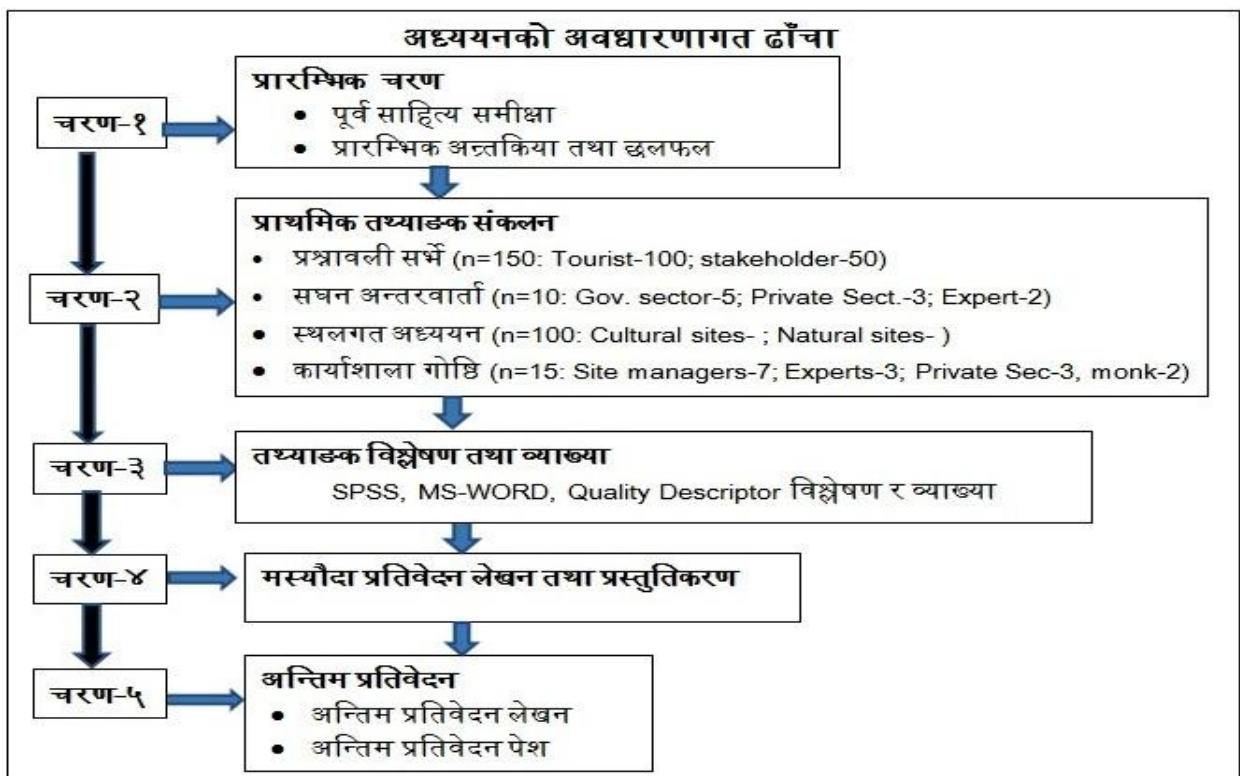 अध्ययनको अवधारणागत ढाँचा
चरण-१
प्रारम्भिक चरण
• पूर्व साहित्य समीक्षा
• प्रारम्भिक अन्तकिया तथा छलफल
चरण-२
प्राथमिक तथ्याङक संकलन
• प्रश्नावली सर्भे (n=150: Tourist-100; stakeholder-50)
• सघन अन्तरवार्ता (n=10: Gov. sector-5; Private Sect.-3; Expert-2)
• स्थलगत अध्ययन (n=100: Cultural sites- ; Natural sites- )
• कार्याशाला गोष्ठि (n=15: Site managers-7; Experts-3; Private Sec-3, monk-2)
चरण-३
तथ्याङक विश्लेषण तथा व्याख्या
SPSS, MS-WORD, Quality Descriptor विश्लेषण र व्याख्या
चरण-४
मस्यौदा प्रतिवेदन लेखन तथा प्रस्तुतिकरण
चरण-५
अन्तिम प्रतिवेदन
• अन्तिम प्रतिवेदन लेखन
• अन्तिम प्रतिवेदन पेश